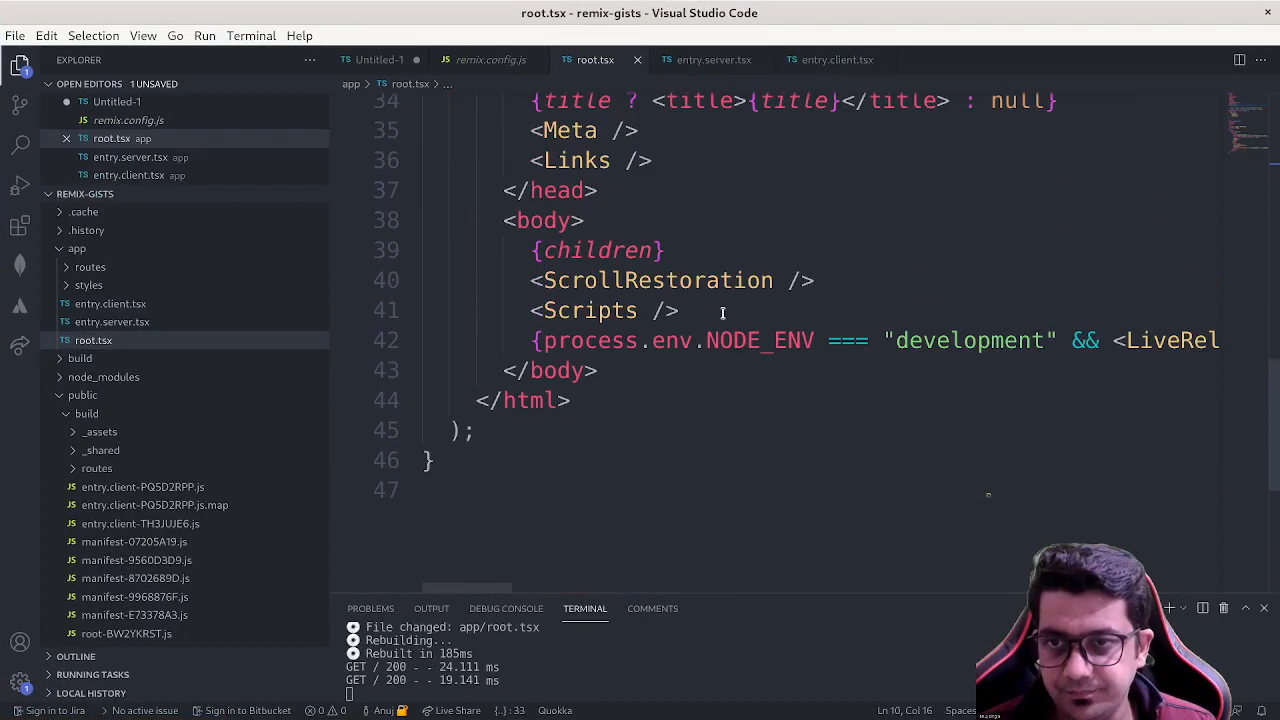 root.tsx - remix-gists - Visual Studio Code
File Edit Selection View Go Run Terminal Help
EXPLORER
Untitled-1 remix.config.js root.tsx entry.server.tsx entry.client.tsx
OPEN EDITORS 1 UNSAVED
Untitled-1
remix.config.js
root.tsx app
entry.server.tsx app
entry.client.tsx app
REMIX-GISTS
.cache
.history
app
routes
styles
entry.client.tsx
entry.server.tsx
root.tsx
build
node_modules
public
build
_assets
_shared
routes
entry.client-PQ5D2RPP.js
entry.client-PQ5D2RPP.js.map
entry.client-TH3JUJE6.js
manifest-07205A19.js
manifest-9560D3D9.js
manifest-8702689D.js
manifest-9968876F.js
manifest-E73378A3.js
root-BW2YKRST.js
OUTLINE
RUNNING TASKS
LOCAL HISTORY
app > root.tsx > ...
34 {title ? <title>{title}</title> : null}
35 <Meta />
36 <Links />
37 </head>
38 <body>
39 {children}
40 <ScrollRestoration />
41 <Scripts />
42 {process.env.NODE_ENV === "development" && <LiveRel
43 </body>
44 </html>
45 );
46 }
47
PROBLEMS OUTPUT DEBUG CONSOLE TERMINAL COMMENTS
File changed: app/root.tsx
Rebuilding...
Rebuilt in 185ms
GET / 200 - - 24.111 ms
GET / 200 - - 19.141 ms
Sign in to Jira No active issue Sign in to Bitbucket 0 0 Anuj Live Share {..} : 33 Quokka Ln 10, Col 16 Spaces